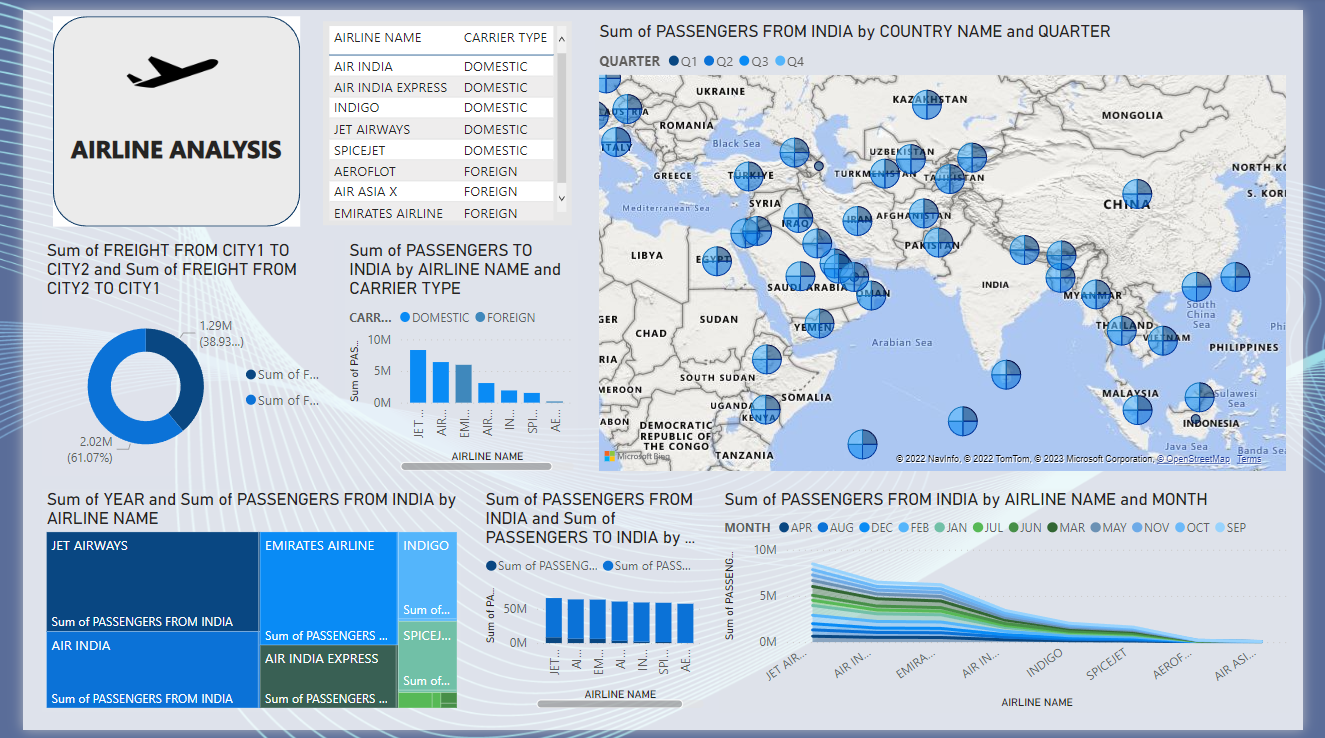 AIRLINE ANALYSIS
AIRLINE NAME CARRIER TYPE
AIR INDIA DOMESTIC
AIR INDIA EXPRESS DOMESTIC
INDIGO DOMESTIC
JET AIRWAYS DOMESTIC
SPICEJET DOMESTIC
AEROFLOT FOREIGN
AIR ASIA X FOREIGN
EMIRATES AIRLINE FOREIGN
Sum of PASSENGERS FROM INDIA by COUNTRY NAME and QUARTER
QUARTER Q1 Q2 Q3 Q4
UKRAINE
KAZAKHSTAN
MONGOLIA
AUSTRIA
ROMANIA
ITALY
Black Sea
UZBEKISTAN
NORTH KO
GREECE
TÜRKIYE
TURKMENISTAN
TAJIKISTAN
S. KOR
SYRIA
Mediterranean Sea
CHINA
IRAQ
IRAN
AFGHANISTAN
PAKISTAN
LIBYA
EGYPT
SAUDI ARABIA
OMAN
INDIA
MYANMAR
South
China
Sea
GER
CHAD
SUDAN
YEMEN
Arabian Sea
THAILAND
VIETNAM
Phi
PHILIPPINES
RIA
SOUTH SUDAN
MEROON
SOMALIA
MALAYSIA
Sulawesi
Sea
UGANDA
KENYA
ABON
DEMOCRATIC
REPUBLIC OF
THE CONGO
INDONESIA
Java Sea
Banda Sea
TANZANIA
Microsoft Bing
© 2022 NavInfo, © 2022 TomTom, © 2023 Microsoft Corporation, © OpenStreetMap Terms
Sum of FREIGHT FROM CITY1 TO
CITY2 and Sum of FREIGHT FROM
CITY2 TO CITY1
1.29M
(38.93...)
Sum of F...
Sum of F...
2.02M
(61.07%)
Sum of PASSENGERS TO
INDIA by AIRLINE NAME and
CARRIER TYPE
CARR... DOMESTIC FOREIGN
Sum of PAS...
10M
5M
0M
JET ...
AIR...
EMI...
AIR...
IN...
SPI...
AE...
AIRLINE NAME
Sum of YEAR and Sum of PASSENGERS FROM INDIA by
AIRLINE NAME
JET AIRWAYS
Sum of PASSENGERS FROM INDIA
AIR INDIA
Sum of PASSENGERS FROM INDIA
EMIRATES AIRLINE
Sum of PASSENGERS ...
AIR INDIA EXPRESS
Sum of PASSENGERS ...
INDIGO
Sum of...
SPICEJ...
Sum of...
Sum of PASSENGERS FROM
INDIA and Sum of
PASSENGERS TO INDIA by ...
Sum of PASSENG... Sum of PASS...
Sum of PA...
50M
0M
JET ...
AI...
EM...
AI...
IN...
SPI...
AE...
AIRLINE NAME
Sum of PASSENGERS FROM INDIA by AIRLINE NAME and MONTH
MONTH APR AUG DEC FEB JAN JUL JUN MAR MAY NOV OCT SEP
Sum of PASSENG...
10M
5M
0M
JET AIR...
AIR IN...
EMIRA...
AIR IN...
INDIGO
SPICEJET
AEROF...
AIR ASI...
AIRLINE NAME